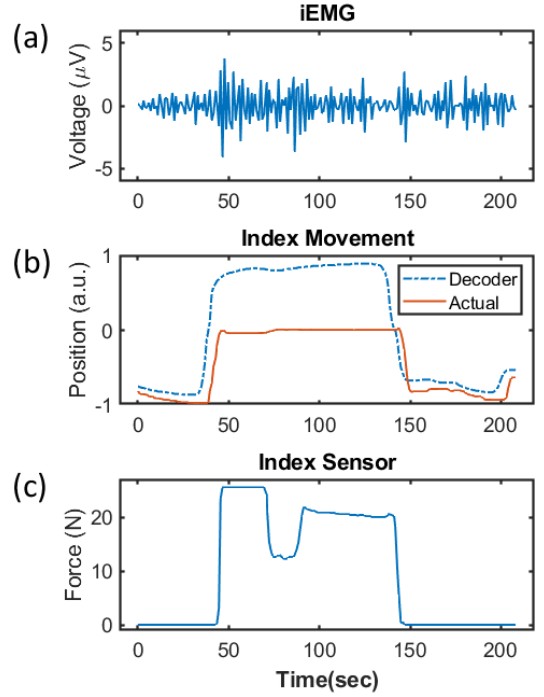 (a)
iEMG
Voltage (μV)
5
0
-5
0 50 100 150 200
(b)
Index Movement
Position (a.u.)
1
0
-1
Decoder
Actual
0 50 100 150 200
(c)
Index Sensor
Force (N)
20
10
0
0 50 100 150 200
Time(sec)